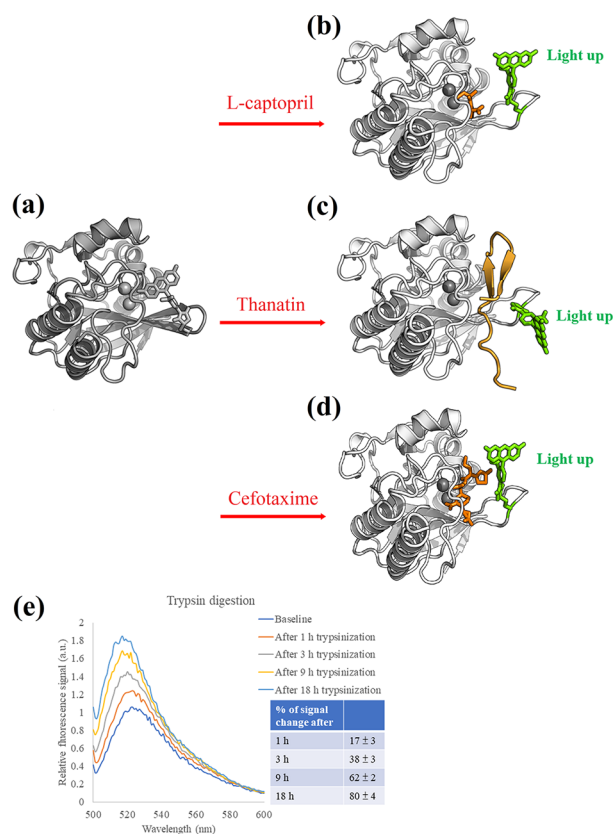 (b)
Light up
L-captopril
(a)
(c)
Thanatin
Light up
(d)
Light up
Cefotaxime
(e)
Trypsin digestion
Relative fluorescence signal (a.u.)
2
1.8
1.6
1.4
1.2
1
0.8
0.6
0.4
0.2
0
500 520 540 560 580 600
Wavelength (nm)
Baseline
After 1 h trypsinization
After 3 h trypsinization
After 9 h trypsinization
After 18 h trypsinization
% of signal
change after
1 h 17 ± 3
3 h 38 ± 3
9 h 62 ± 2
18 h 80 ± 4